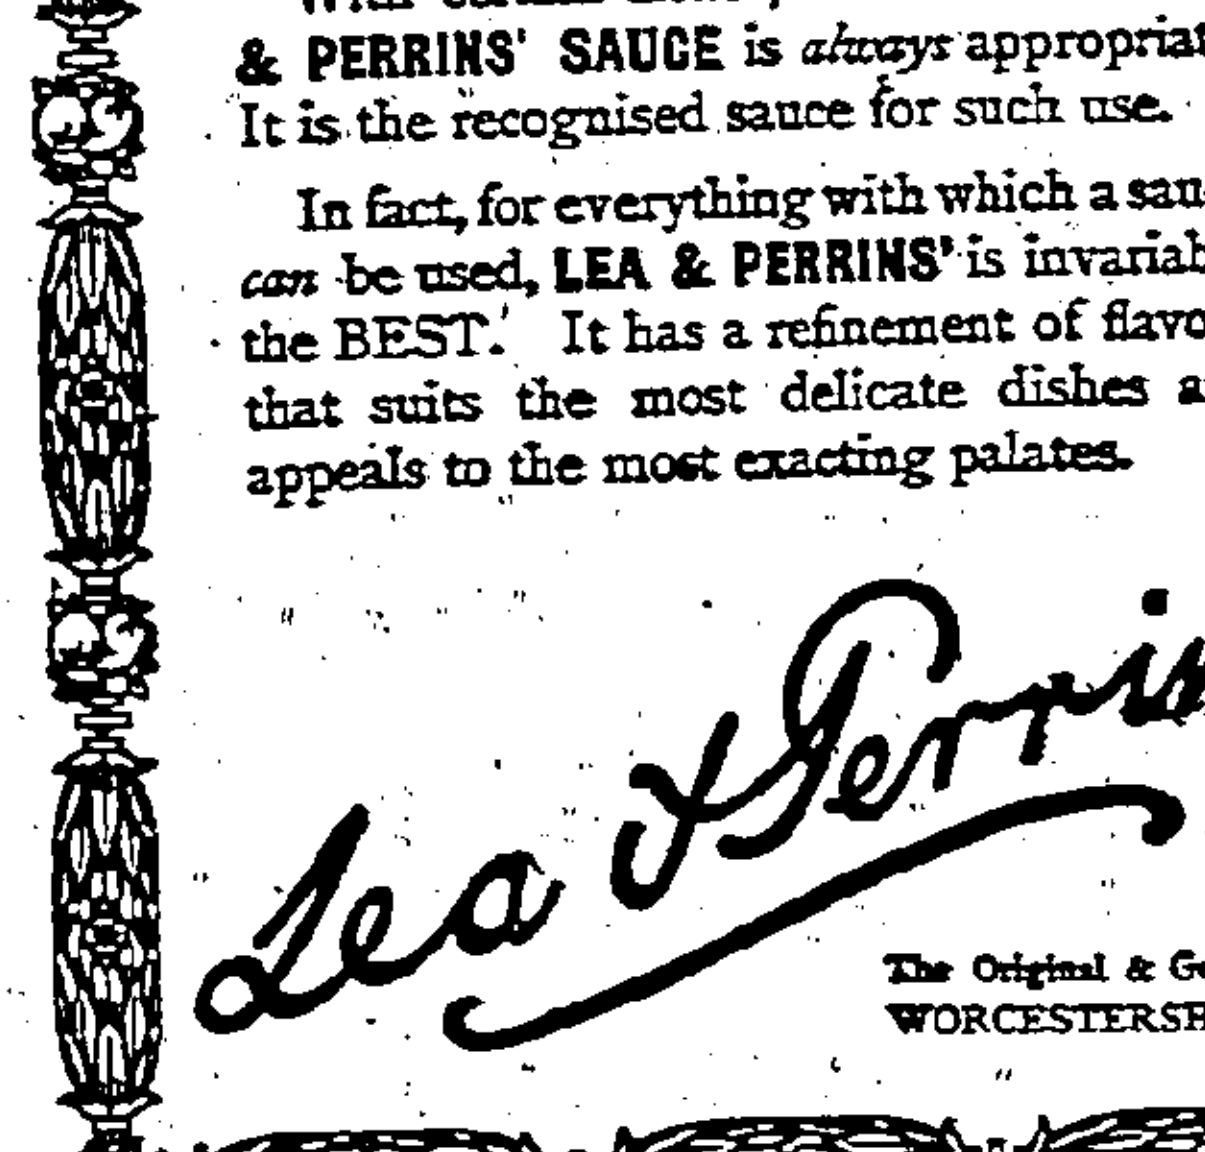 & PERRINS' SAUCE is always appropriat
It is the recognised sauce for such use.
In fact, for everything with which a sau
can be used, LEA & PERRINS' is invariab
the BEST. It has a refinement of flavo
that suits the most delicate dishes a
appeals to the most exacting palates.
Lea & Perrin
The Original & Ge
WORCESTERSH